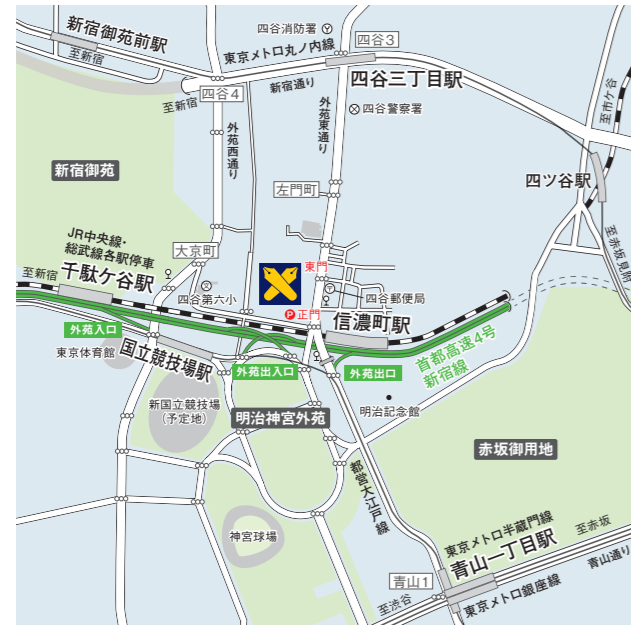 新宿御苑前駅
至新宿
四谷消防署
四谷3
東京メトロ丸ノ内線
四谷三丁目駅
新宿通り
四谷4
至新宿
四谷警察署
外苑西通り
外苑東通り
至市ケ谷
新宿御苑
四ツ谷駅
左門町
至赤坂見附
JR中央線・
総武線各駅停車
大京町
至新宿
千駄ケ谷駅
四谷第六小
東門
四谷郵便局
P
正門
信濃町駅
外苑入口
東京体育館
国立競技場駅
外苑出入口
外苑出口
首都高速4号
新宿線
新国立競技場
(予定地)
明治神宮外苑
明治記念館
赤坂御用地
都営大江戸線
神宮球場
東京メトロ半蔵門線
至赤坂
青山一丁目駅
青山通り
青山1
至渋谷
東京メトロ銀座線